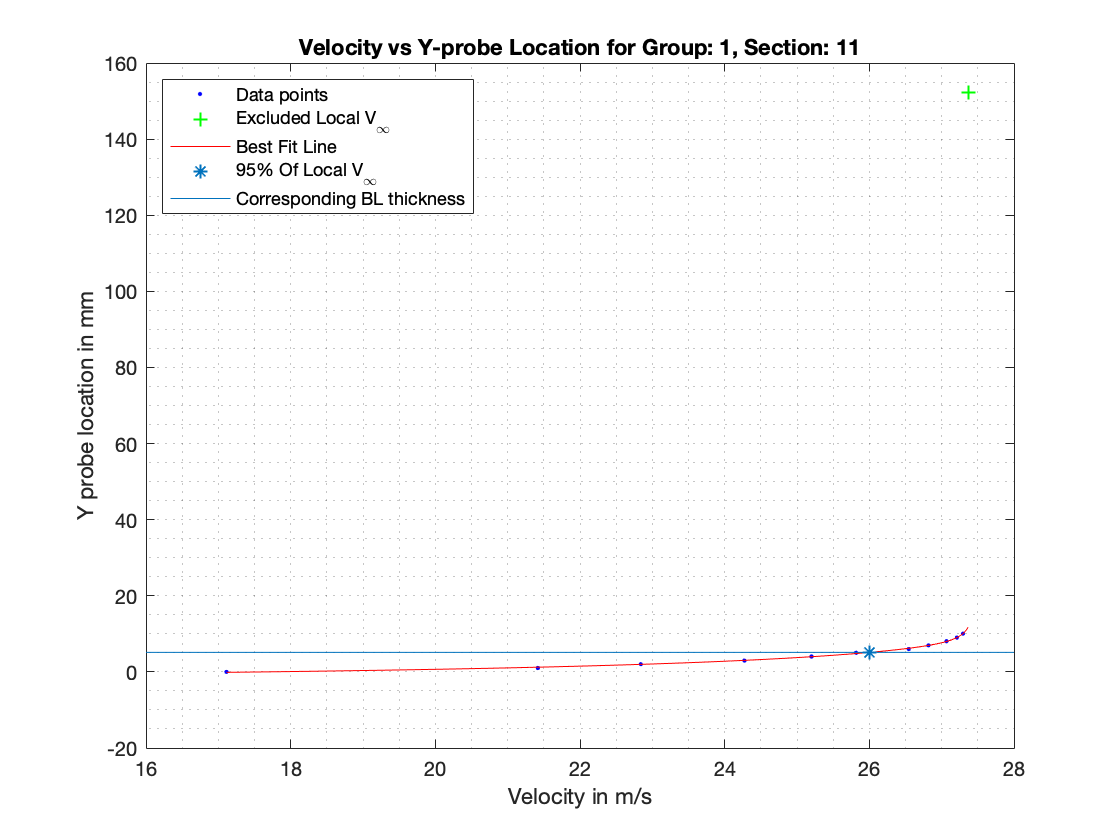 Velocity vs Y-probe Location for Group: 1, Section: 11
160
140
120
100
80
60
40
20
0
-20
Y probe location in mm
Data points
Excluded Local V∞
Best Fit Line
95% Of Local V∞
Corresponding BL thickness
16 18 20 22 24 26 28
Velocity in m/s